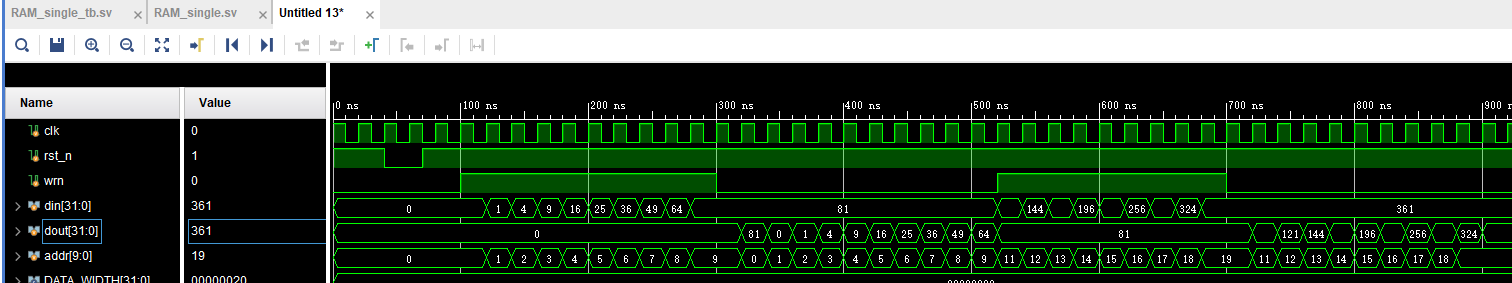 RAM_single_tb.sv × RAM_single.sv × Untitled 13* ×
Name Value
0 ns 100 ns 200 ns 300 ns 400 ns 500 ns 600 ns 700 ns 800 ns 900
clk 0
rst_n 1
wrn 0
din[31:0] 361 0 1 4 9 16 25 36 49 64 81 144 196 256 324 361
dout[31:0] 361 0 81 0 1 4 9 16 25 36 49 64 81 121 144 196 256 324
addr[9:0] 19 0 1 2 3 4 5 6 7 8 9 0 1 2 3 4 5 6 7 8 9 11 12 13 14 15 16 17 18 19 11 12 13 14 15 16 17 18
DATA_WIDTH[31:0] 00000020